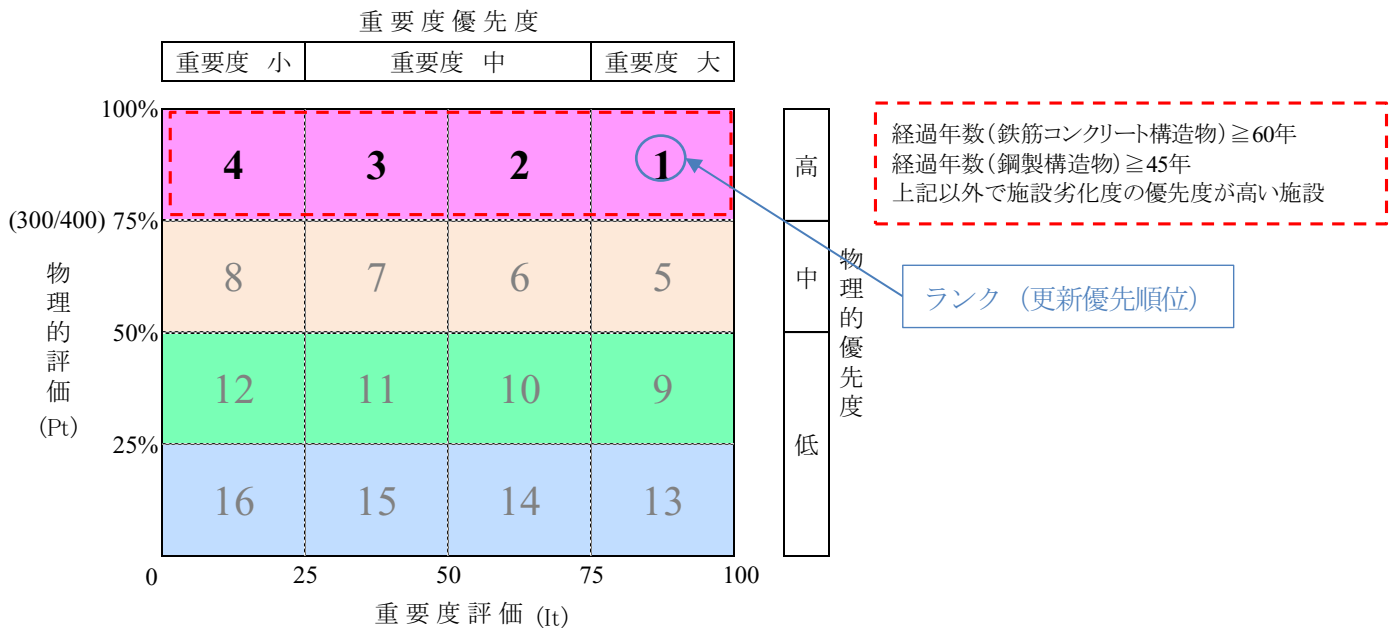 重要度優先度
重要度 小
重要度 中
重要度 大
100%
4
3
2
1
高
経過年数(鉄筋コンクリート構造物)≧60年
経過年数(鋼製構造物)≧45年
上記以外で施設劣化度の優先度が高い施設
(300/400) 75%
8
7
6
5
中
ランク（更新優先順位）
物理的評価
(Pt)
物理的優先度
50%
12
11
10
9
低
25%
16
15
14
13
0
25
50
75
100
重要度評価 (It)